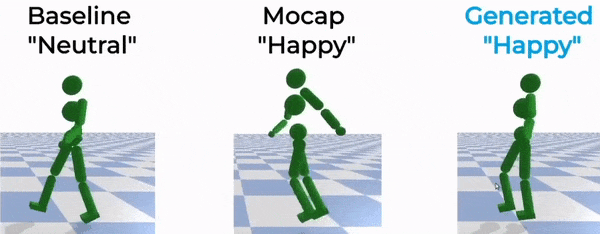 Baseline
"Neutral"
Mocap
"Happy"
Generated
"Happy"